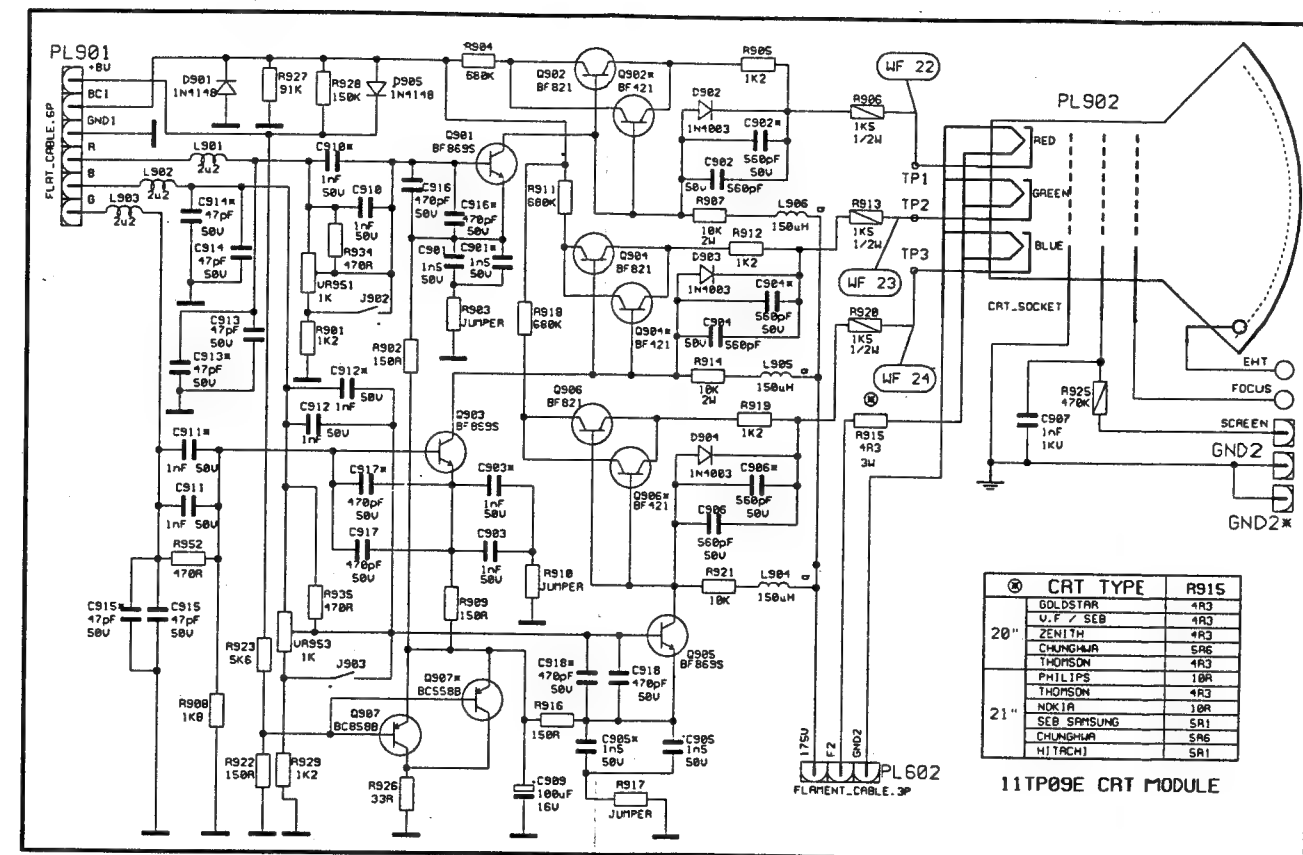 PL901
+8V
BC1
GND1
R
B
G
FLAT_CABLE.6P
D901
1N4148
R927
91K
R928
150K
D905
1N4148
R904
680K
Q902
BF821
Q902*
BF421
R905
1K2
D902
1N4003
C902*
560pF
50V
C902
50V
560pF
R907
10K
2W
L906
150uH
R906
1K5
1/2W
WF 22
PL902
RED
GREEN
BLUE
TP1
TP2
TP3
L901
2u2
L902
2u2
L903
2u2
C910*
1nF
50V
C910
1nF
50V
R934
470R
VR951
1K
J902
R901
1K2
Q901
BF869S
C916
470pF
50V
C916*
470pF
50V
C901
1n5
50V
C901*
1n5
50V
R903
JUMPER
R902
150R
R911
680K
R918
680K
Q904
BF821
Q904*
BF421
R912
1K2
D903
1N4003
C904*
560pF
50V
C904
50V
560pF
R914
10K
2W
L905
150uH
R913
1K5
1/2W
WF 23
R920
1K5
1/2W
WF 24
CRT_SOCKET
C914*
47pF
50V
C914
47pF
50V
C913
47pF
50V
C913*
47pF
50V
C912*
1nF
50V
C912
1nF
50V
C911*
1nF 50V
C911
1nF 50V
R952
470R
C915*
47pF
50V
C915
47pF
50V
Q903
BF869S
C917*
470pF
50V
C917
470pF
50V
C903*
1nF
50V
C903
1nF
50V
R909
150R
R910
JUMPER
Q906
BF821
Q906*
BF421
R919
1K2
D904
1N4003
C906*
560pF
50V
C906
560pF
50V
R921
10K
L904
150uH
R915
4R3
3W
C907
1nF
1KV
R925
470K
EHT
FOCUS
SCREEN
GND2
GND2*
R935
470R
R923
5K6
VR953
1K
J903
R908
1K8
R922
150R
R929
1K2
Q907*
BC558B
Q907
BC858B
R926
33R
R916
150R
C909
100uF
16V
C918*
470pF
50V
C918
470pF
50V
C905*
1n5
50V
C905
1n5
50V
R917
JUMPER
Q905
BF869S
175V
F2
GND2
PL602
FLAMENT_CABLE.3P
CRT TYPE R915
20"
GOLDSTAR 4R3
V.F / SEB 4R3
ZENITH 4R3
CHUNGHWA 5R6
THOMSON 4R3
21"
PHILIPS 10R
THOMSON 4R3
NOKIA 10R
SEB SAMSUNG 5R1
CHUNGHWA 5R6
HITACHI 5R1
11TP09E CRT MODULE